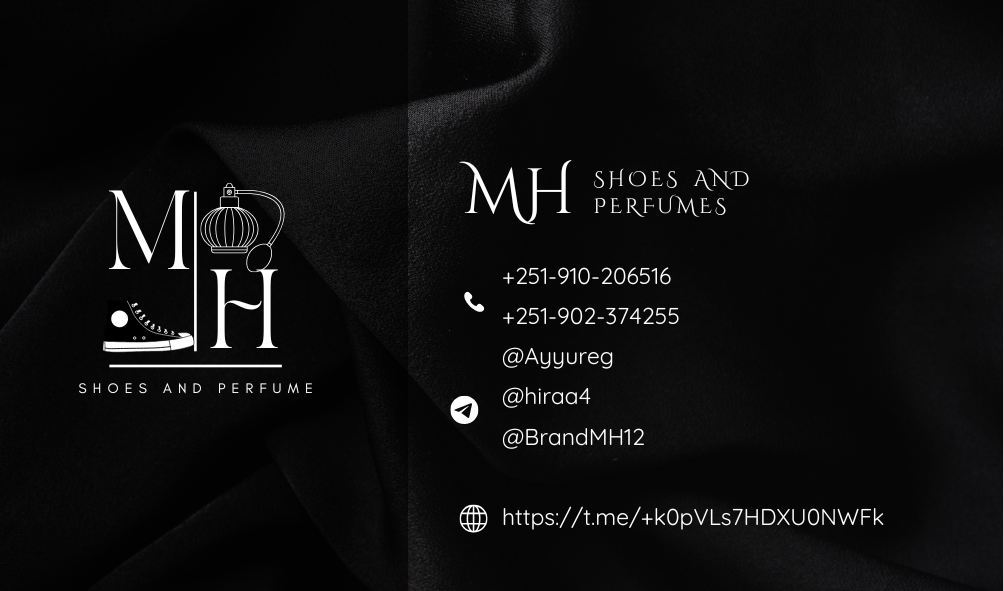 M
H
SHOES AND PERFUME
MH
SHOES AND
PERFUMES
+251-910-206516
+251-902-374255
@Ayyureg
@hiraa4
@BrandMH12
https://t.me/+k0pVLs7HDXU0NWFk